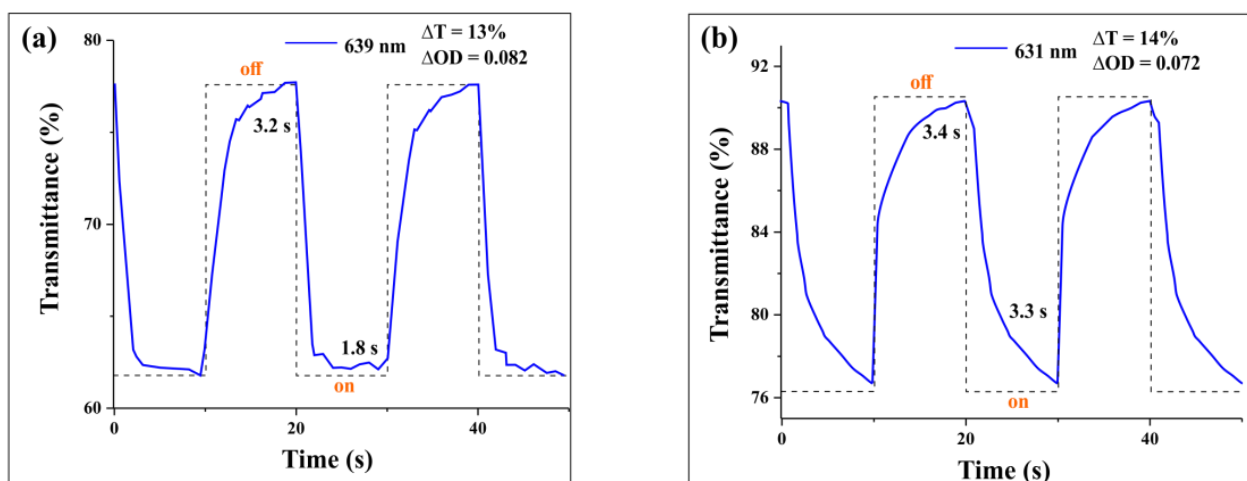 (a)
80
70
60
Transmittance (%)
639 nm
ΔT = 13%
ΔOD = 0.082
off
3.2 s
1.8 s
on
0
20
40
Time (s)
(b)
92
88
84
80
76
Transmittance (%)
631 nm
ΔT = 14%
ΔOD = 0.072
off
3.4 s
3.3 s
on
0
20
40
Time (s)